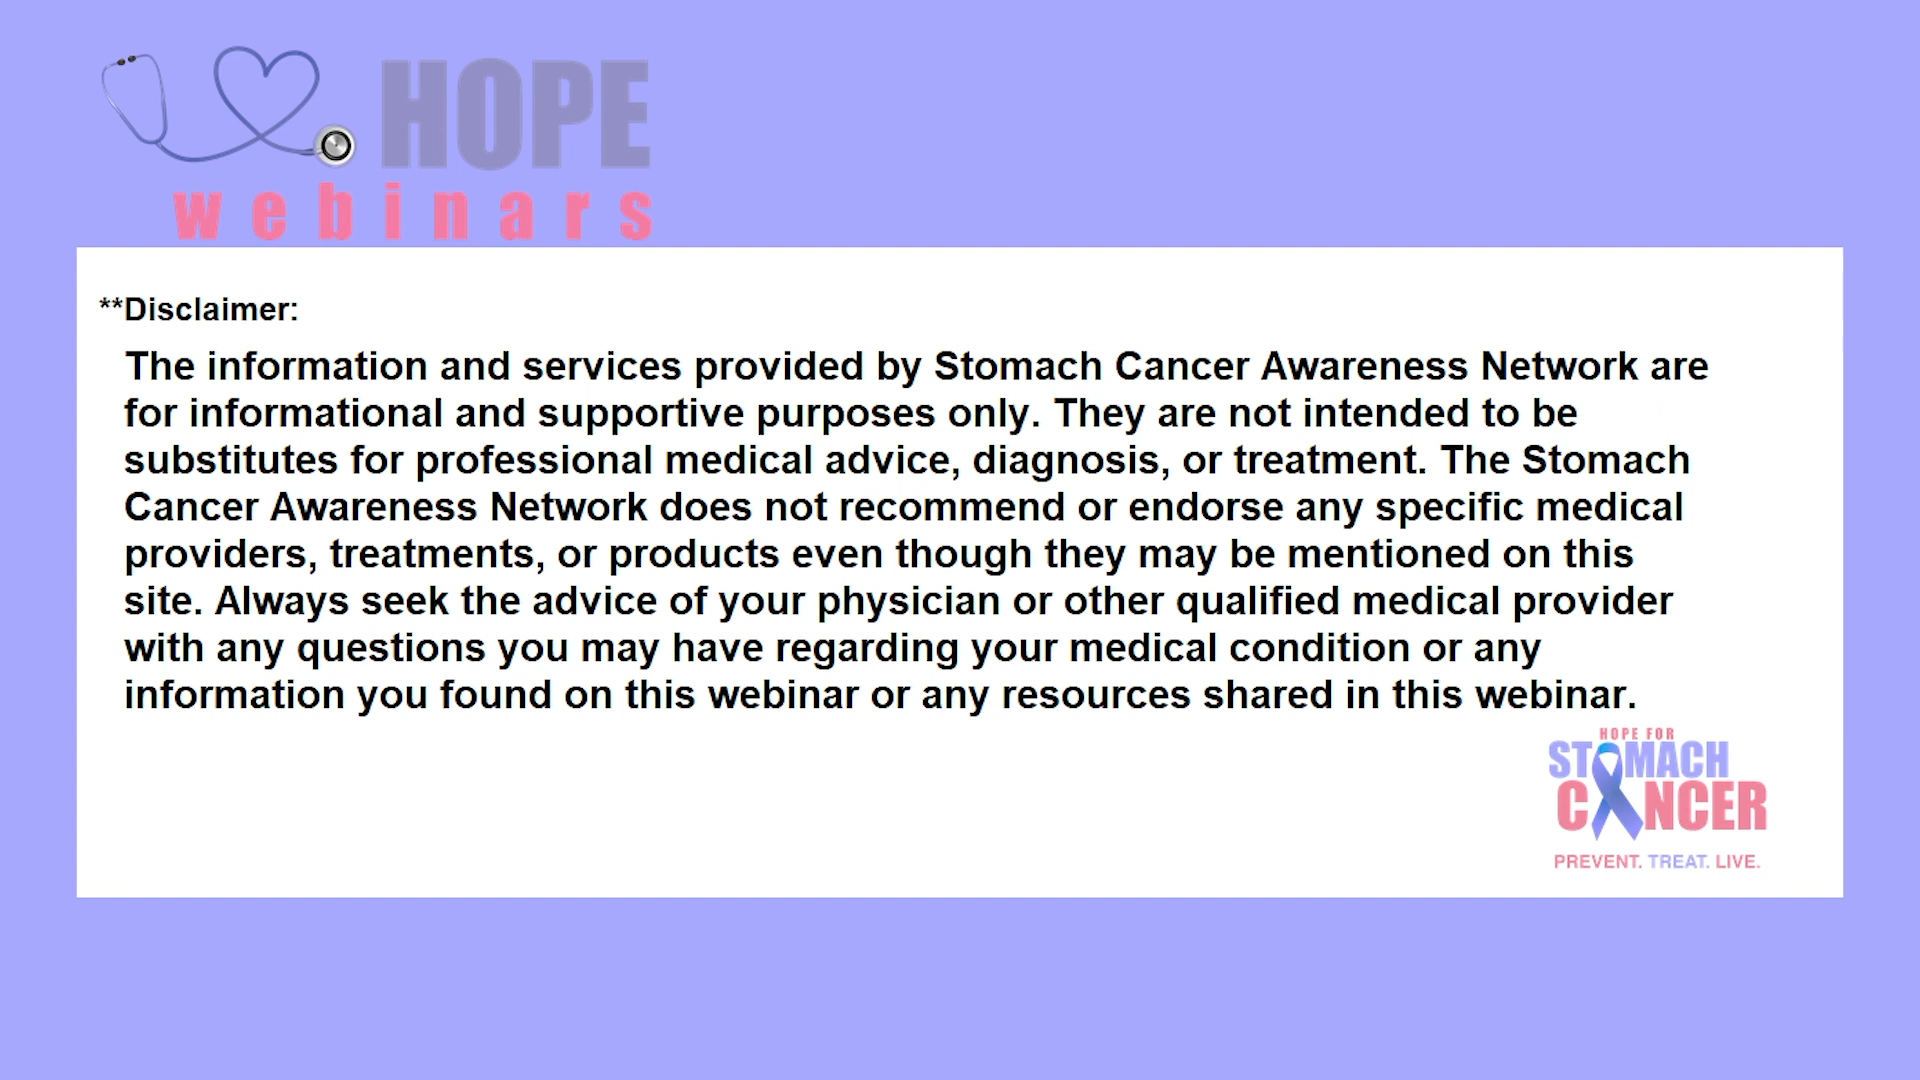 HOPE
webinars
**Disclaimer:
The information and services provided by Stomach Cancer Awareness Network are
for informational and supportive purposes only. They are not intended to be
substitutes for professional medical advice, diagnosis, or treatment. The Stomach
Cancer Awareness Network does not recommend or endorse any specific medical
providers, treatments, or products even though they may be mentioned on this
site. Always seek the advice of your physician or other qualified medical provider
with any questions you may have regarding your medical condition or any
information you found on this webinar or any resources shared in this webinar.
HOPE FOR
STOMACH
CANCER
PREVENT. TREAT. LIVE.